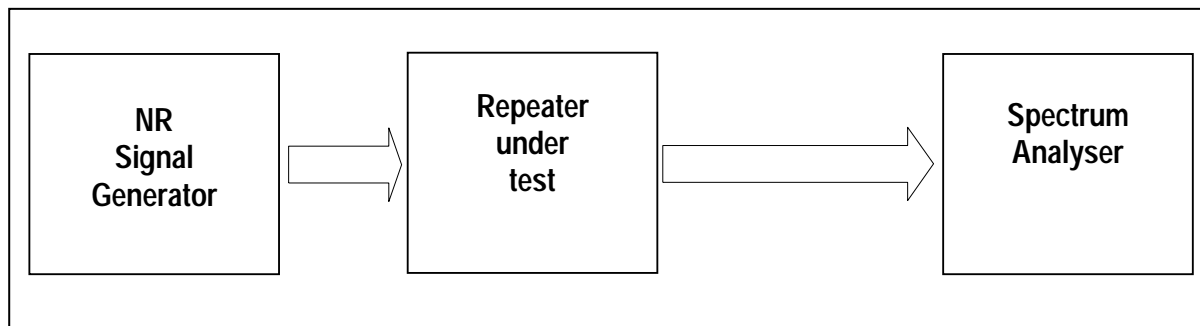 NR
Signal
Generator
Repeater
under
test
Spectrum
Analyser